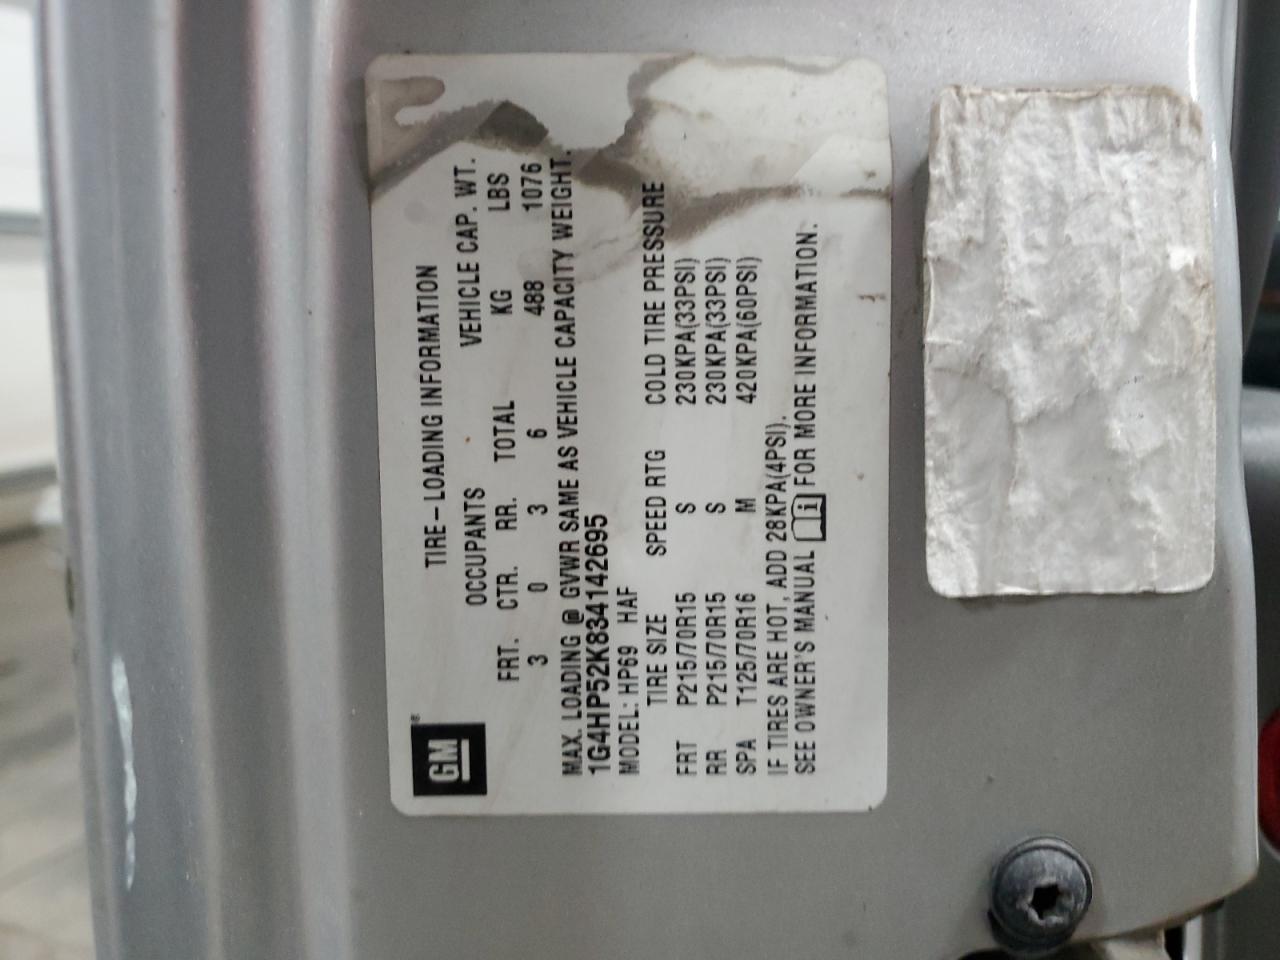 GM
TIRE-LOADING INFORMATION
OCCUPANTS VEHICLE CAP. WT.
FRT. CTR. RR. TOTAL KG LBS
3 0 3 6 488 1076
MAX. LOADING @ GVWR SAME AS VEHICLE CAPACITY WEIGHT.
1G4HP52K834142695
MODEL: HP69 HAF
TIRE SIZE SPEED RTG COLD TIRE PRESSURE
FRT P215/70R15 S 230KPA(33PSI)
RR P215/70R15 S 230KPA(33PSI)
SPA T125/70R16 M 420KPA(60PSI)
IF TIRES ARE HOT, ADD 28KPA(4PSI).
SEE OWNER'S MANUAL i FOR MORE INFORMATION.